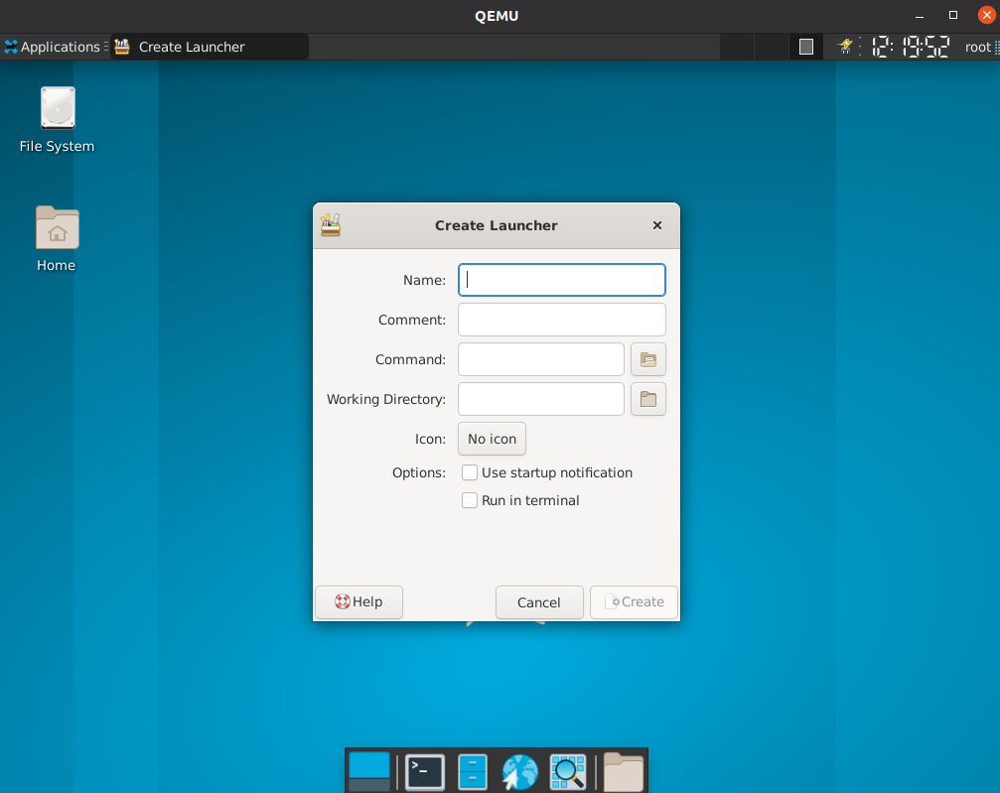 QEMU
Applications Create Launcher 12:19:52 root
File System
Home
Create Launcher
Name:
Comment:
Command:
Working Directory:
Icon: No icon
Options: Use startup notification
Run in terminal
Help Cancel Create